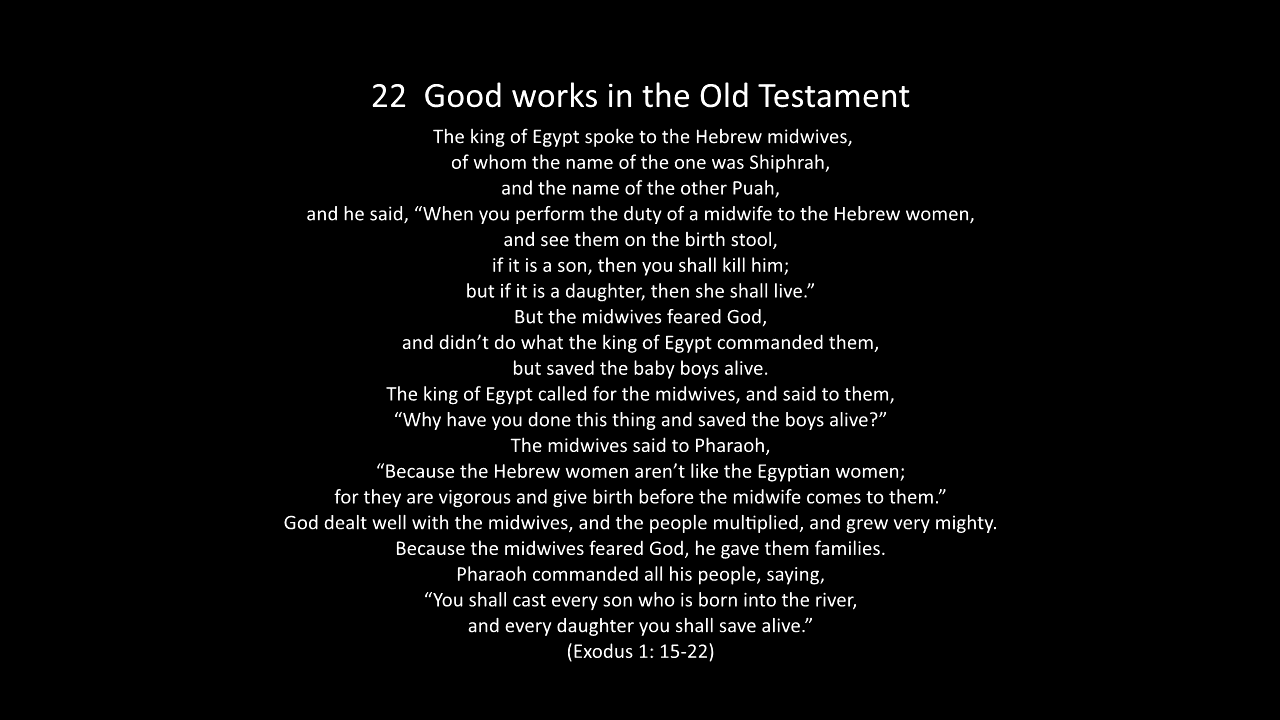 22  Good works in the Old Testament
The king of Egypt spoke to the Hebrew midwives,
of whom the name of the one was Shiphrah,
and the name of the other Puah,
and he said, “When you perform the duty of a midwife to the Hebrew women,
and see them on the birth stool,
if it is a son, then you shall kill him;
but if it is a daughter, then she shall live.”
But the midwives feared God,
and didn’t do what the king of Egypt commanded them,
but saved the baby boys alive.
The king of Egypt called for the midwives, and said to them,
“Why have you done this thing and saved the boys alive?”
The midwives said to Pharaoh,
“Because the Hebrew women aren’t like the Egyptian women;
for they are vigorous and give birth before the midwife comes to them.”
God dealt well with the midwives, and the people multiplied, and grew very mighty.
Because the midwives feared God, he gave them families.
Pharaoh commanded all his people, saying,
“You shall cast every son who is born into the river,
and every daughter you shall save alive.”
(Exodus 1: 15-22)